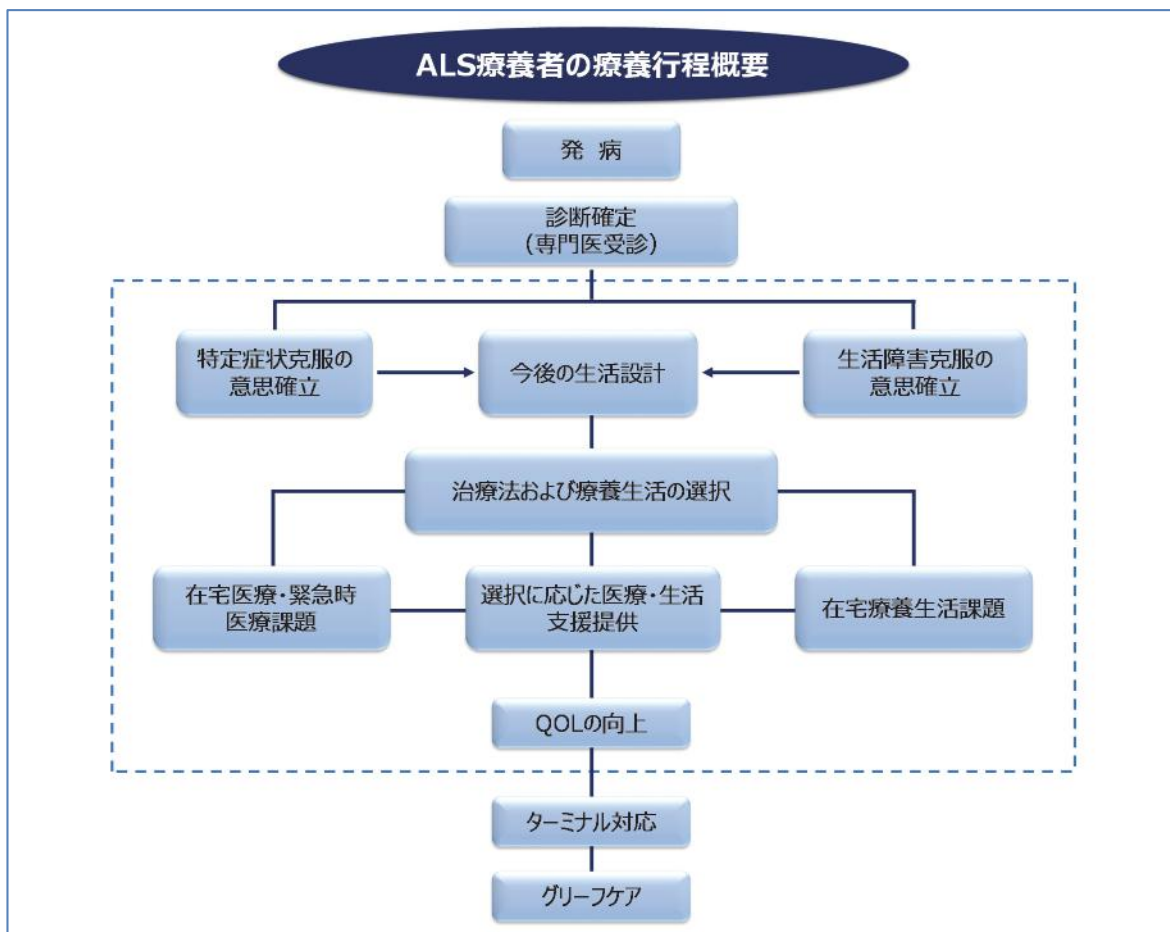 ALS療養者の療養行程概要
発 病
診断確定
(専門医受診)
特定症状克服の
意思確立
今後の生活設計
生活障害克服の
意思確立
治療法および療養生活の選択
在宅医療・緊急時
医療課題
選択に応じた医療・生活
支援提供
在宅療養生活課題
QOLの向上
ターミナル対応
グリーフケア